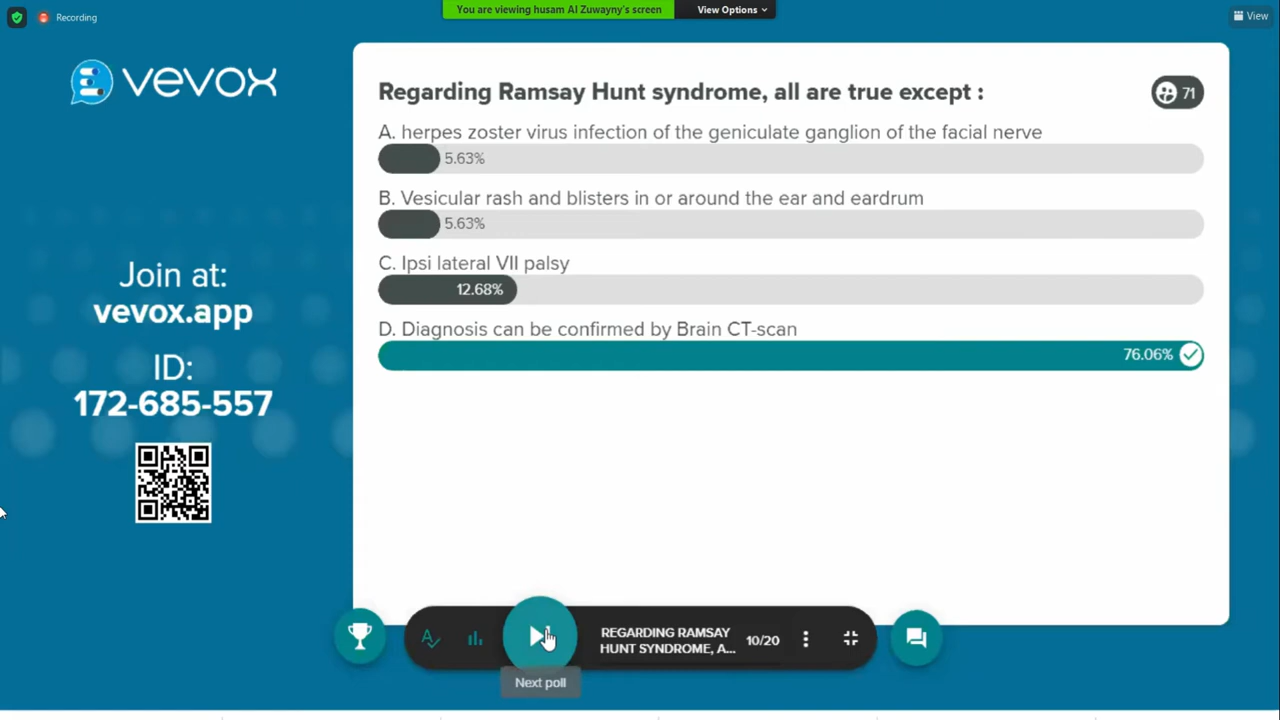 Recording
You are viewing husam Al Zuwayny's screen
View Options
View
vevox
Regarding Ramsay Hunt syndrome, all are true except :
71
A. herpes zoster virus infection of the geniculate ganglion of the facial nerve
5.63%
B. Vesicular rash and blisters in or around the ear and eardrum
5.63%
C. Ipsi lateral VII palsy
12.68%
D. Diagnosis can be confirmed by Brain CT-scan
76.06%
Join at:
vevox.app
ID:
172-685-557
REGARDING RAMSAY
HUNT SYNDROME, A...
10/20
Next poll